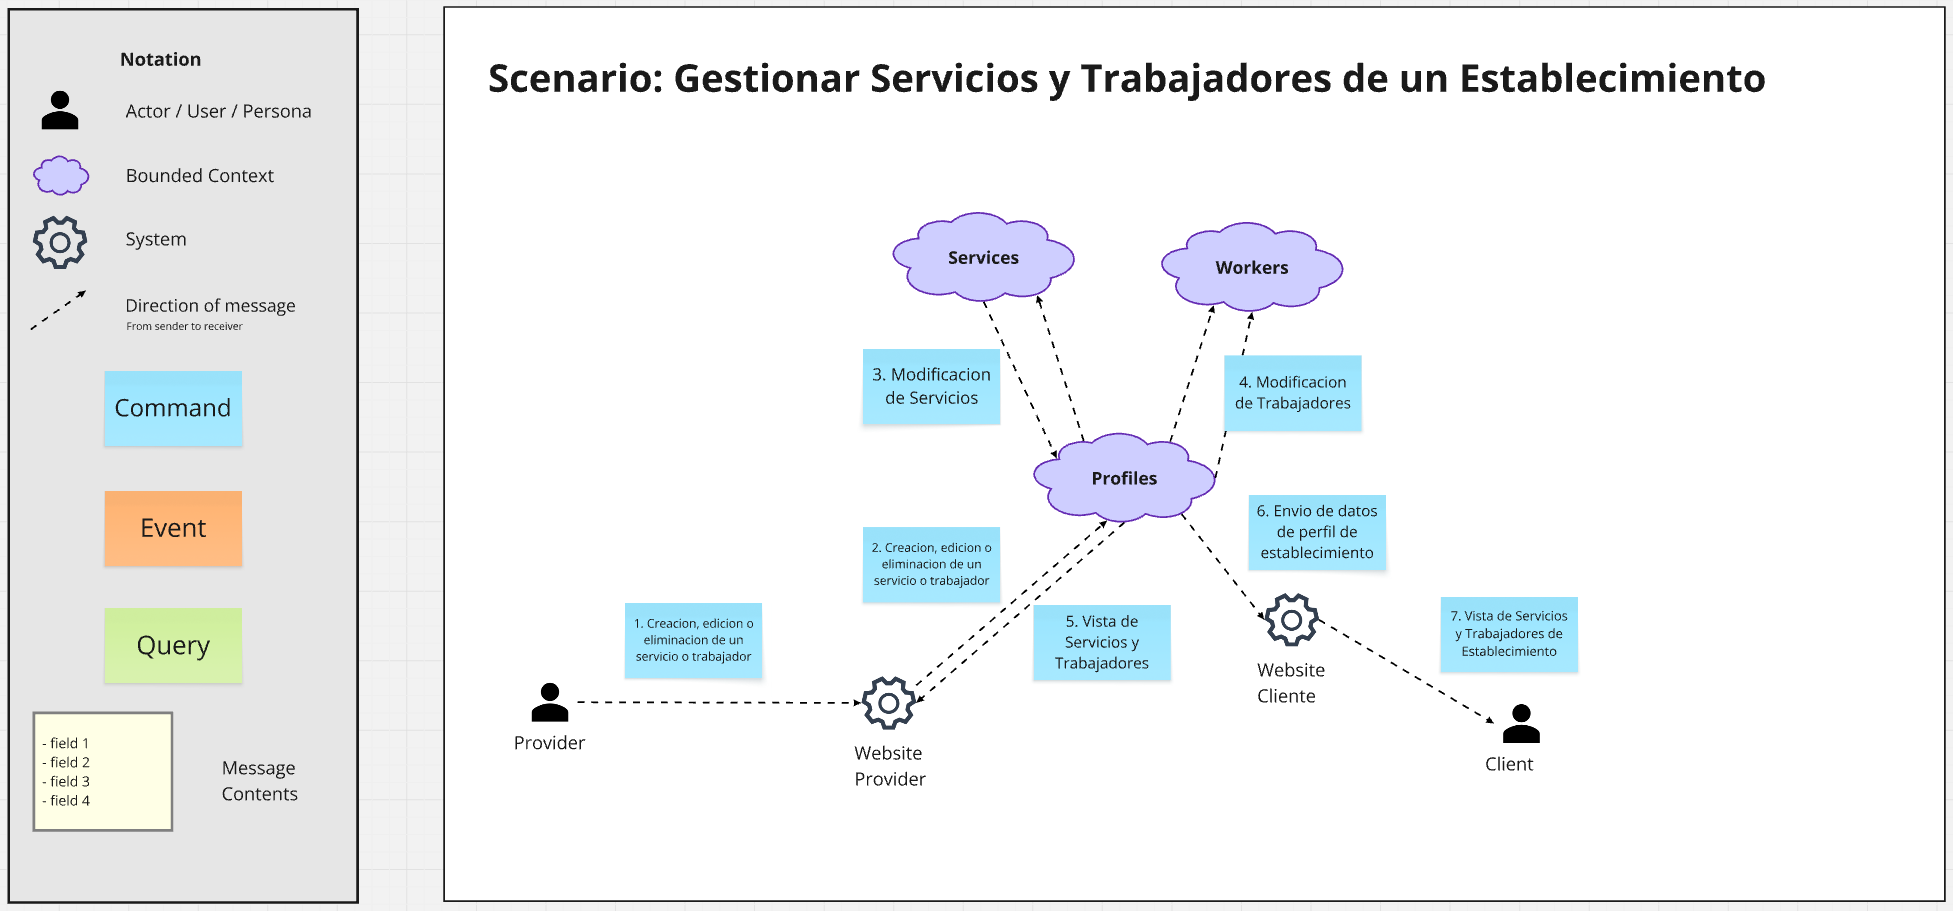 Notation
Actor / User / Persona
Bounded Context
System
Direction of message
From sender to receiver
Command
Event
Query
- field 1
- field 2
- field 3
- field 4
Message
Contents
Scenario: Gestionar Servicios y Trabajadores de un Establecimiento
Services
Workers
3. Modificacion
de Servicios
4. Modificacion
de Trabajadores
Profiles
2. Creacion, edicion o
eliminacion de un
servicio o trabajador
6. Envio de datos
de perfil de
establecimiento
1. Creacion, edicion o
eliminacion de un
servicio o trabajador
5. Vista de
Servicios y
Trabajadores
7. Vista de Servicios
y Trabajadores de
Establecimiento
Provider
Website
Provider
Website
Cliente
Client